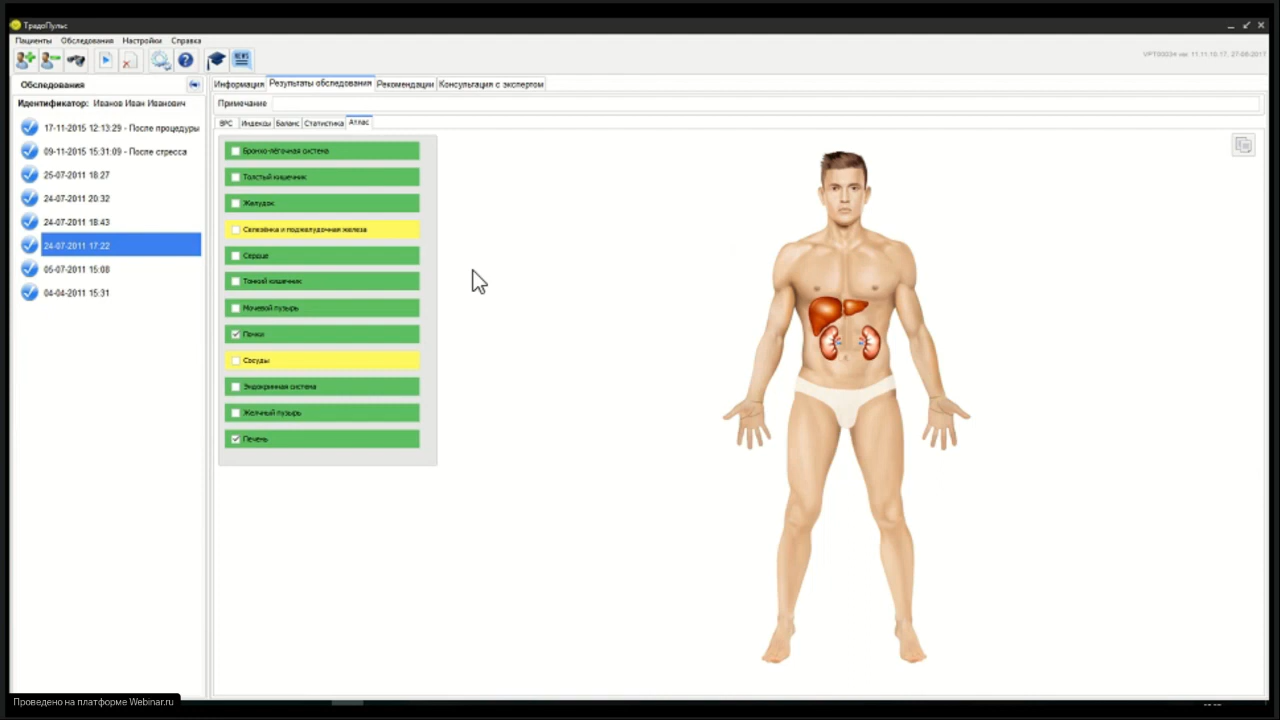 ТрадоПульс
Пациенты Обследования Настройки Справка
Обследования
Идентификатор: Иванов Иван Иванович
17-11-2015 12:13:29 - После процедуры
09-11-2015 15:31:09 - После стресса
25-07-2011 18:27
24-07-2011 20:32
24-07-2011 18:43
24-07-2011 17:22
05-07-2011 15:08
04-04-2011 15:31
Информация Результаты обследования Рекомендации Консультация с экспертом
Примечание
ВРС Индексы Баланс Статистика Атлас
Бронхо-лёгочная система
Толстый кишечник
Желудок
Селезёнка и поджелудочная железа
Сердце
Тонкий кишечник
Мочевой пузырь
Почки
Сосуды
Эндокринная система
Желчный пузырь
Печень
NEWS
Проведено на платформе Webinar.ru